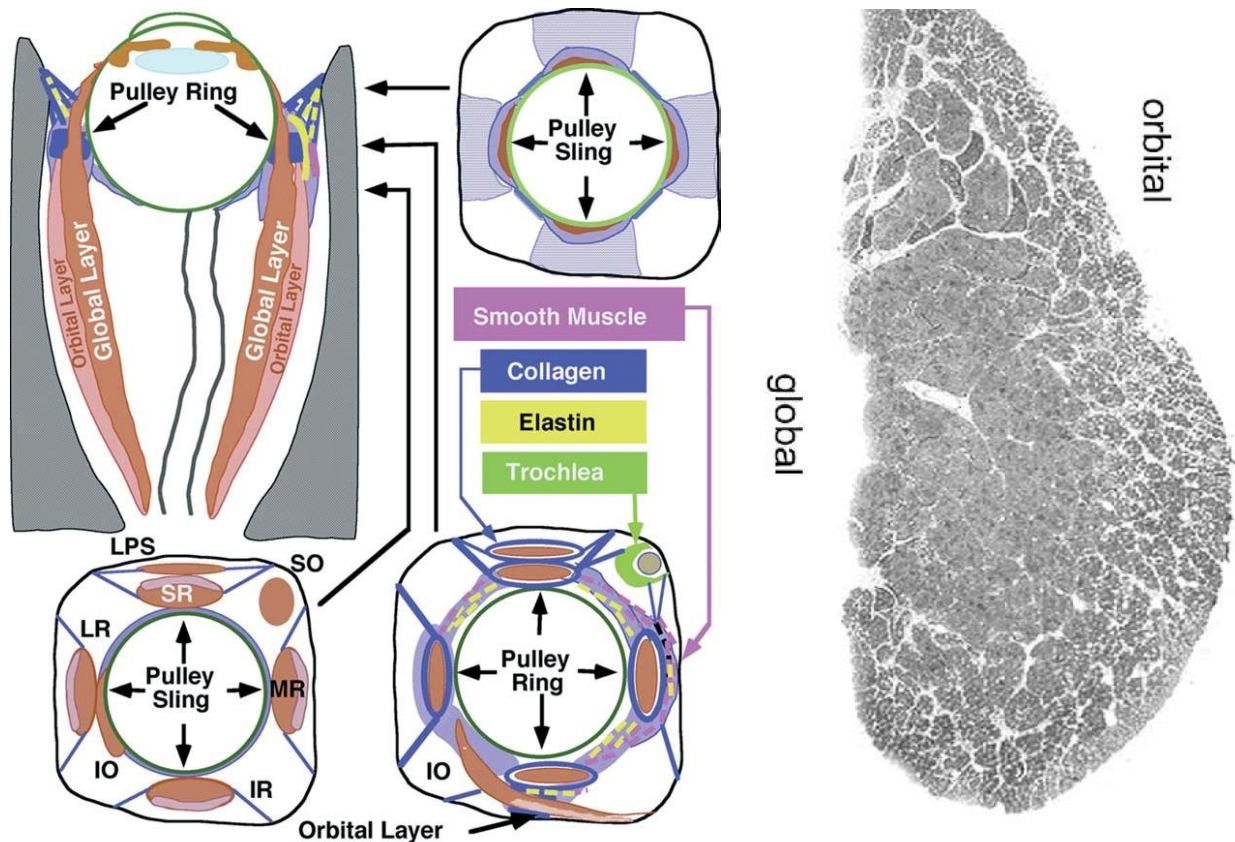 Pulley Ring
Orbital Layer
Global Layer
Global Layer
Orbital Layer
Pulley
Sling
Smooth Muscle
Collagen
Elastin
Trochlea
LPS
SO
SR
LR
Pulley
Sling
MR
IO
IR
Pulley
Ring
IO
Orbital Layer
orbital
global